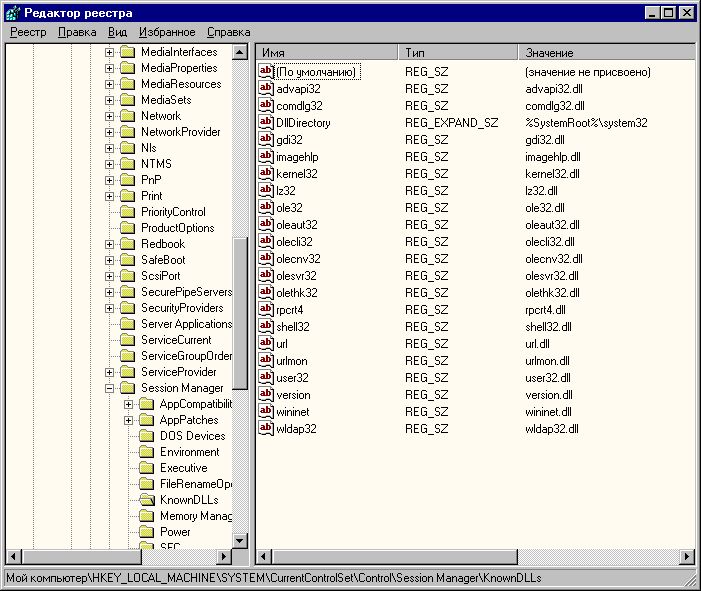 Редактор реестра
Реестр Правка Вид Избранное Справка
MediaInterfaces
MediaProperties
MediaResources
MediaSets
Network
NetworkProvider
Nls
NTMS
PnP
Print
PriorityControl
ProductOptions
Redbook
SafeBoot
ScsiPort
SecurePipeServers
SecurityProviders
Server Applications
ServiceCurrent
ServiceGroupOrder
ServiceProvider
Session Manager
AppCompatibilit
AppPatches
DOS Devices
Environment
Executive
FileRenameOpe
KnownDLLs
Memory Manag
Power
SFC
Имя Тип Значение
(По умолчанию) REG_SZ (значение не присвоено)
advapi32 REG_SZ advapi32.dll
comdlg32 REG_SZ comdlg32.dll
DllDirectory REG_EXPAND_SZ %SystemRoot%\system32
gdi32 REG_SZ gdi32.dll
imagehlp REG_SZ imagehlp.dll
kernel32 REG_SZ kernel32.dll
lz32 REG_SZ lz32.dll
ole32 REG_SZ ole32.dll
oleaut32 REG_SZ oleaut32.dll
olecli32 REG_SZ olecli32.dll
olecnv32 REG_SZ olecnv32.dll
olesvr32 REG_SZ olesvr32.dll
olethk32 REG_SZ olethk32.dll
rpcrt4 REG_SZ rpcrt4.dll
shell32 REG_SZ shell32.dll
url REG_SZ url.dll
urlmon REG_SZ urlmon.dll
user32 REG_SZ user32.dll
version REG_SZ version.dll
wininet REG_SZ wininet.dll
wldap32 REG_SZ wldap32.dll
Мой компьютер\HKEY_LOCAL_MACHINE\SYSTEM\CurrentControlSet\Control\Session Manager\KnownDLLs